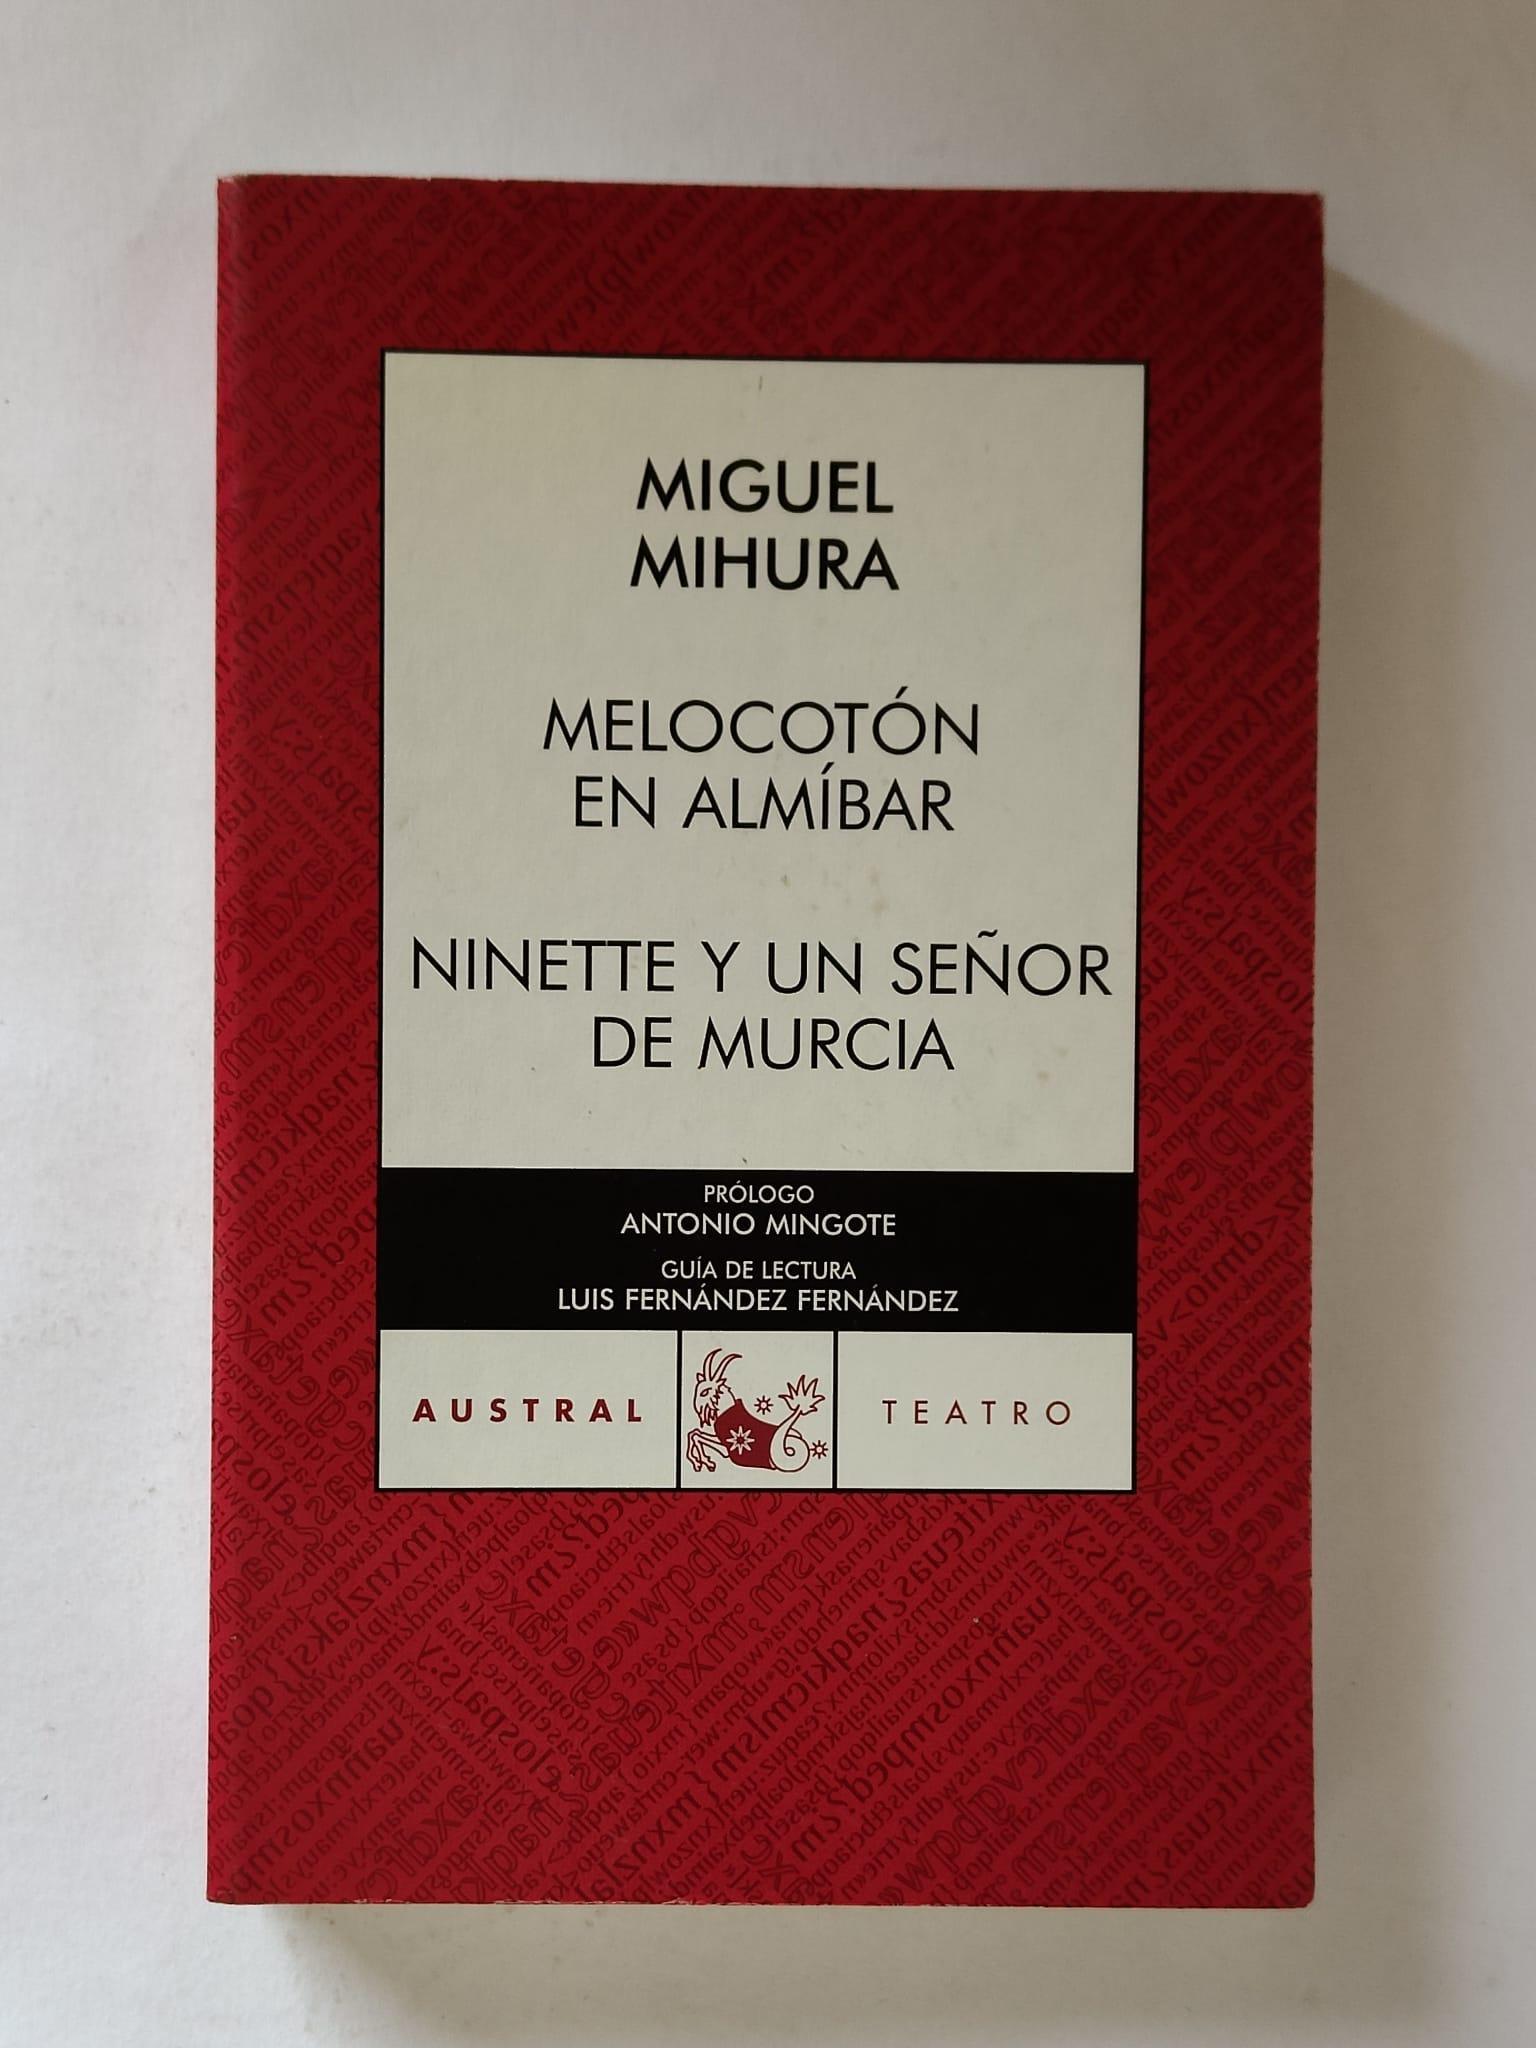 MIGUEL
MIHURA
MELOCOTÓN
EN ALMÍBAR
NINETTE Y UN SEÑOR
DE MURCIA
PRÓLOGO
ANTONIO MINGOTE
GUÍA DE LECTURA
LUIS FERNÁNDEZ FERNÁNDEZ
AUSTRAL
TEATRO